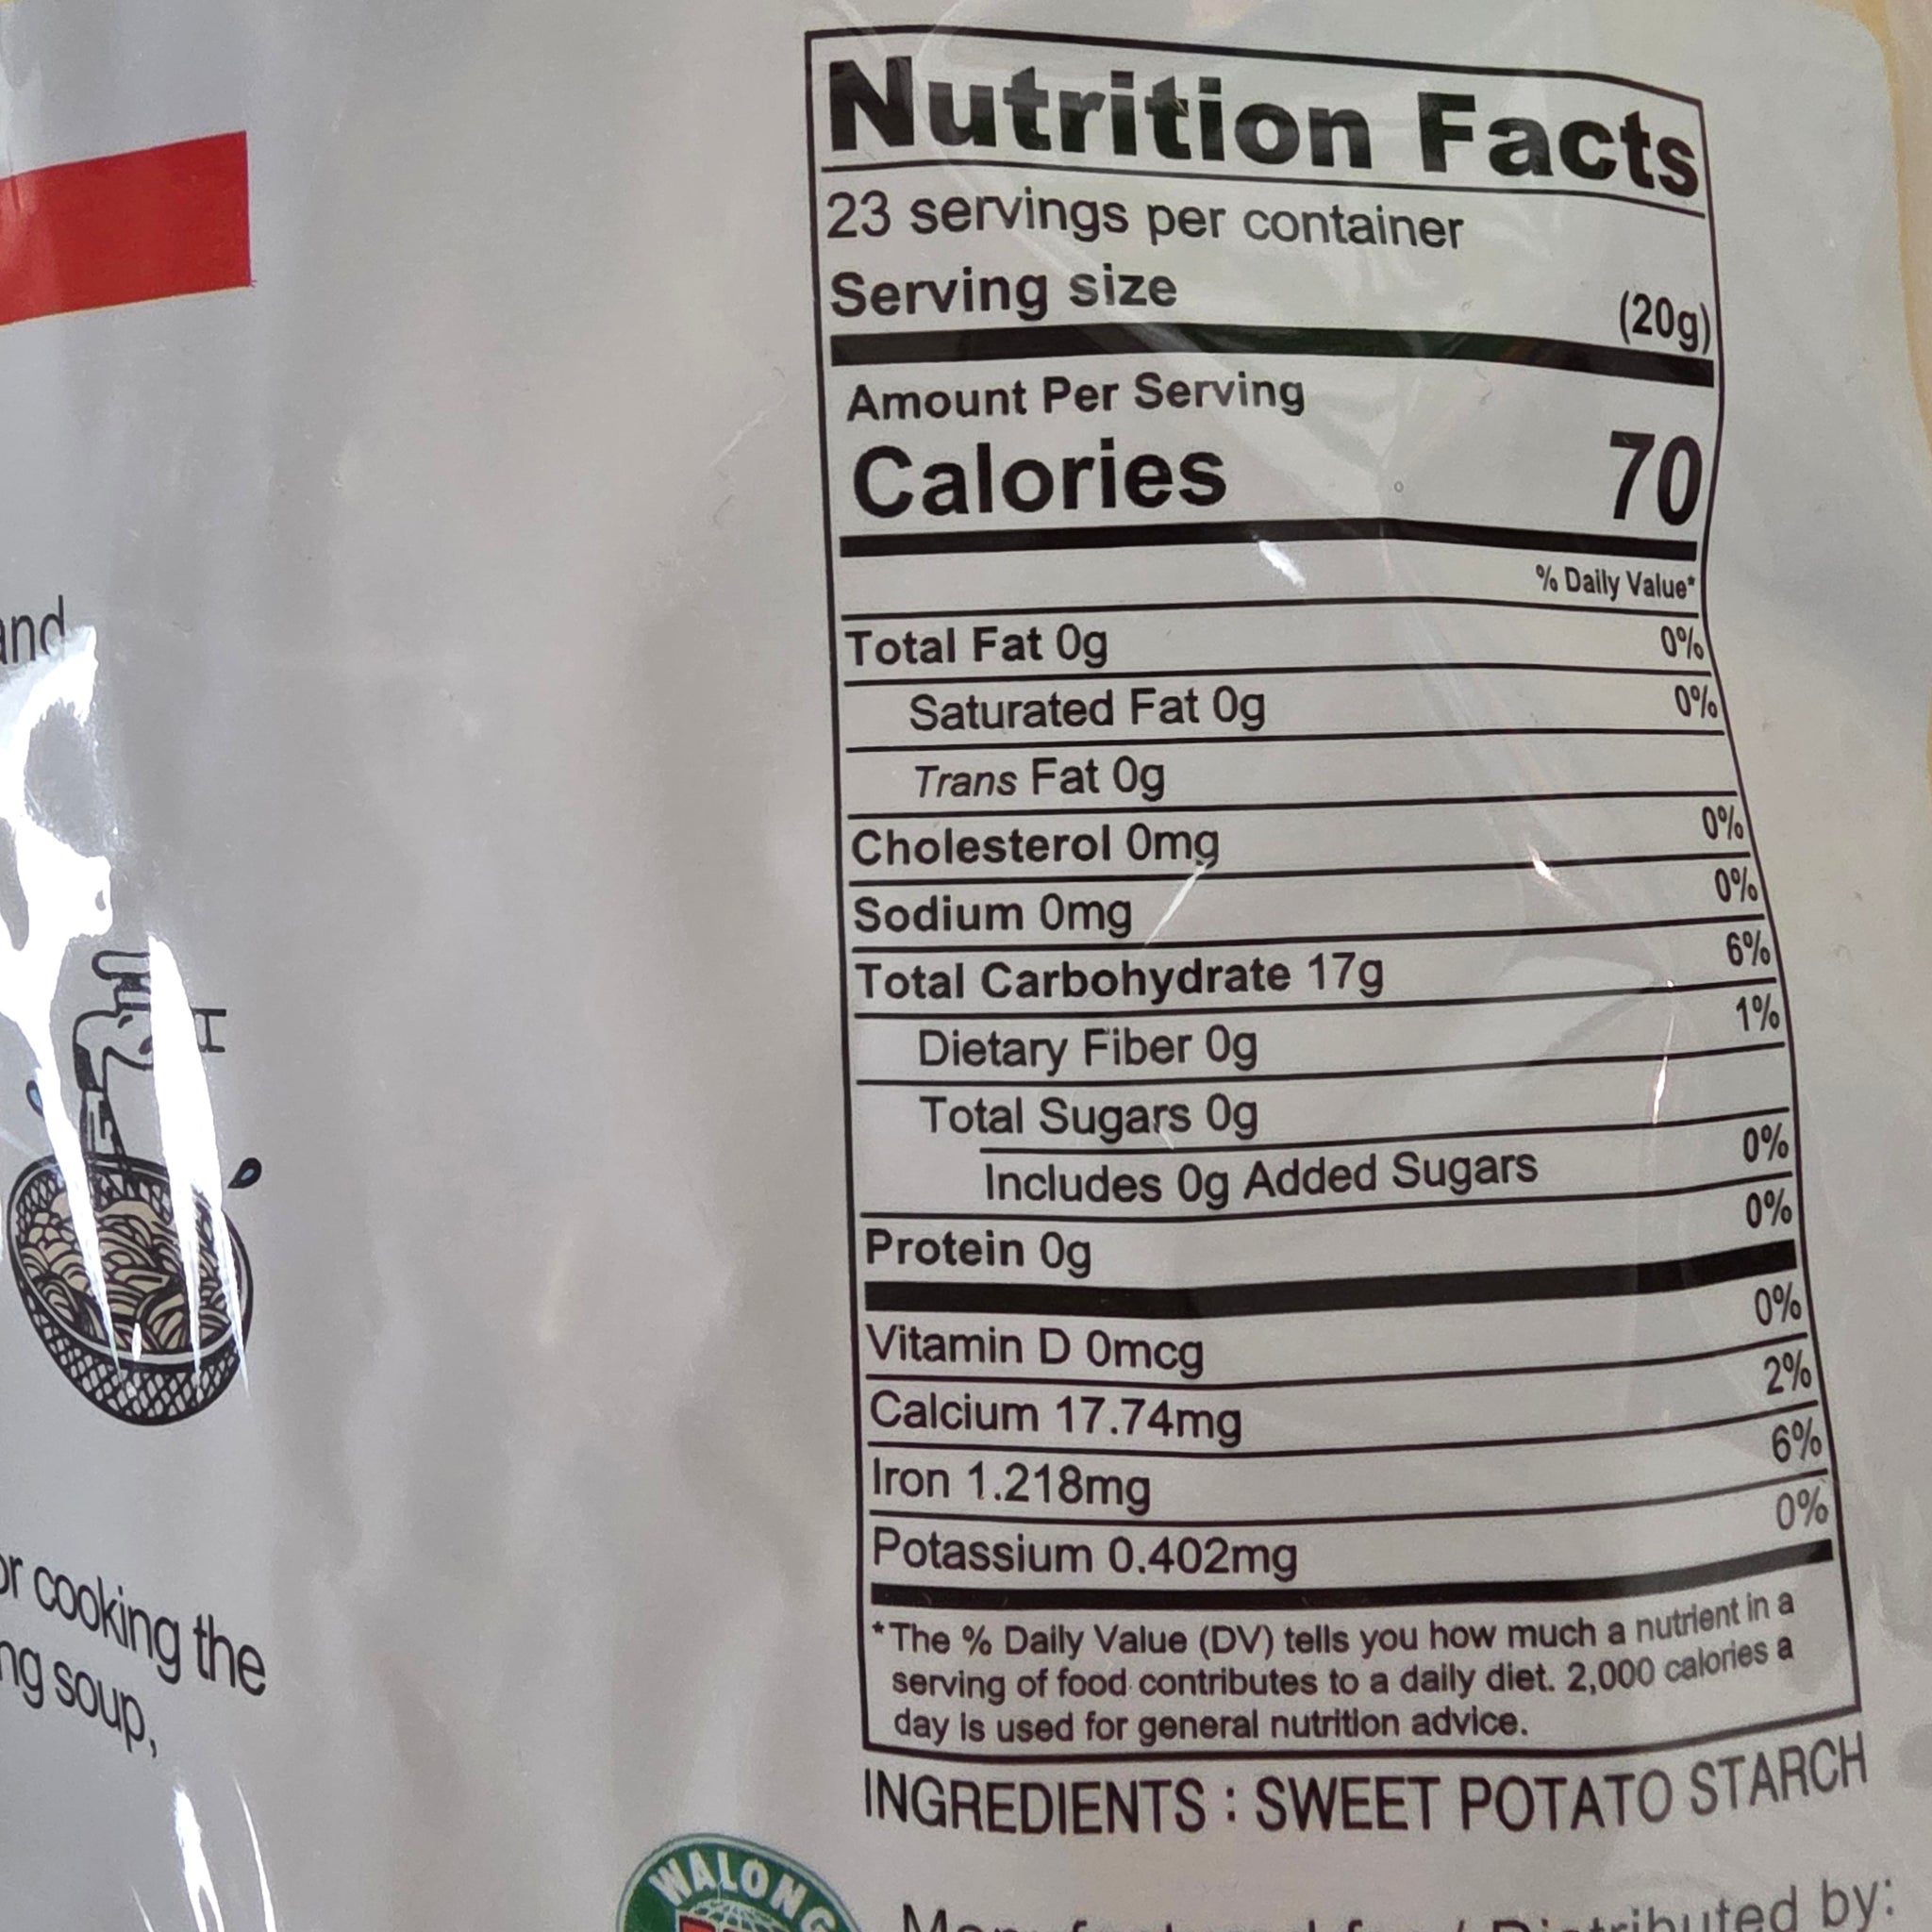 and
or cooking the
ng soup,
Nutrition Facts
23 servings per container
Serving size (20g)
Amount Per Serving
Calories 70
% Daily Value*
Total Fat 0g 0%
Saturated Fat 0g 0%
Trans Fat 0g
Cholesterol 0mg 0%
Sodium 0mg 0%
Total Carbohydrate 17g 6%
Dietary Fiber 0g 1%
Total Sugars 0g
Includes 0g Added Sugars 0%
Protein 0g 0%
Vitamin D 0mcg 0%
Calcium 17.74mg 2%
Iron 1.218mg 6%
Potassium 0.402mg 0%
*The % Daily Value (DV) tells you how much a nutrient in a
serving of food contributes to a daily diet. 2,000 calories a
day is used for general nutrition advice.
INGREDIENTS : SWEET POTATO STARCH
WALONG
Manufactured for / Distributed by: